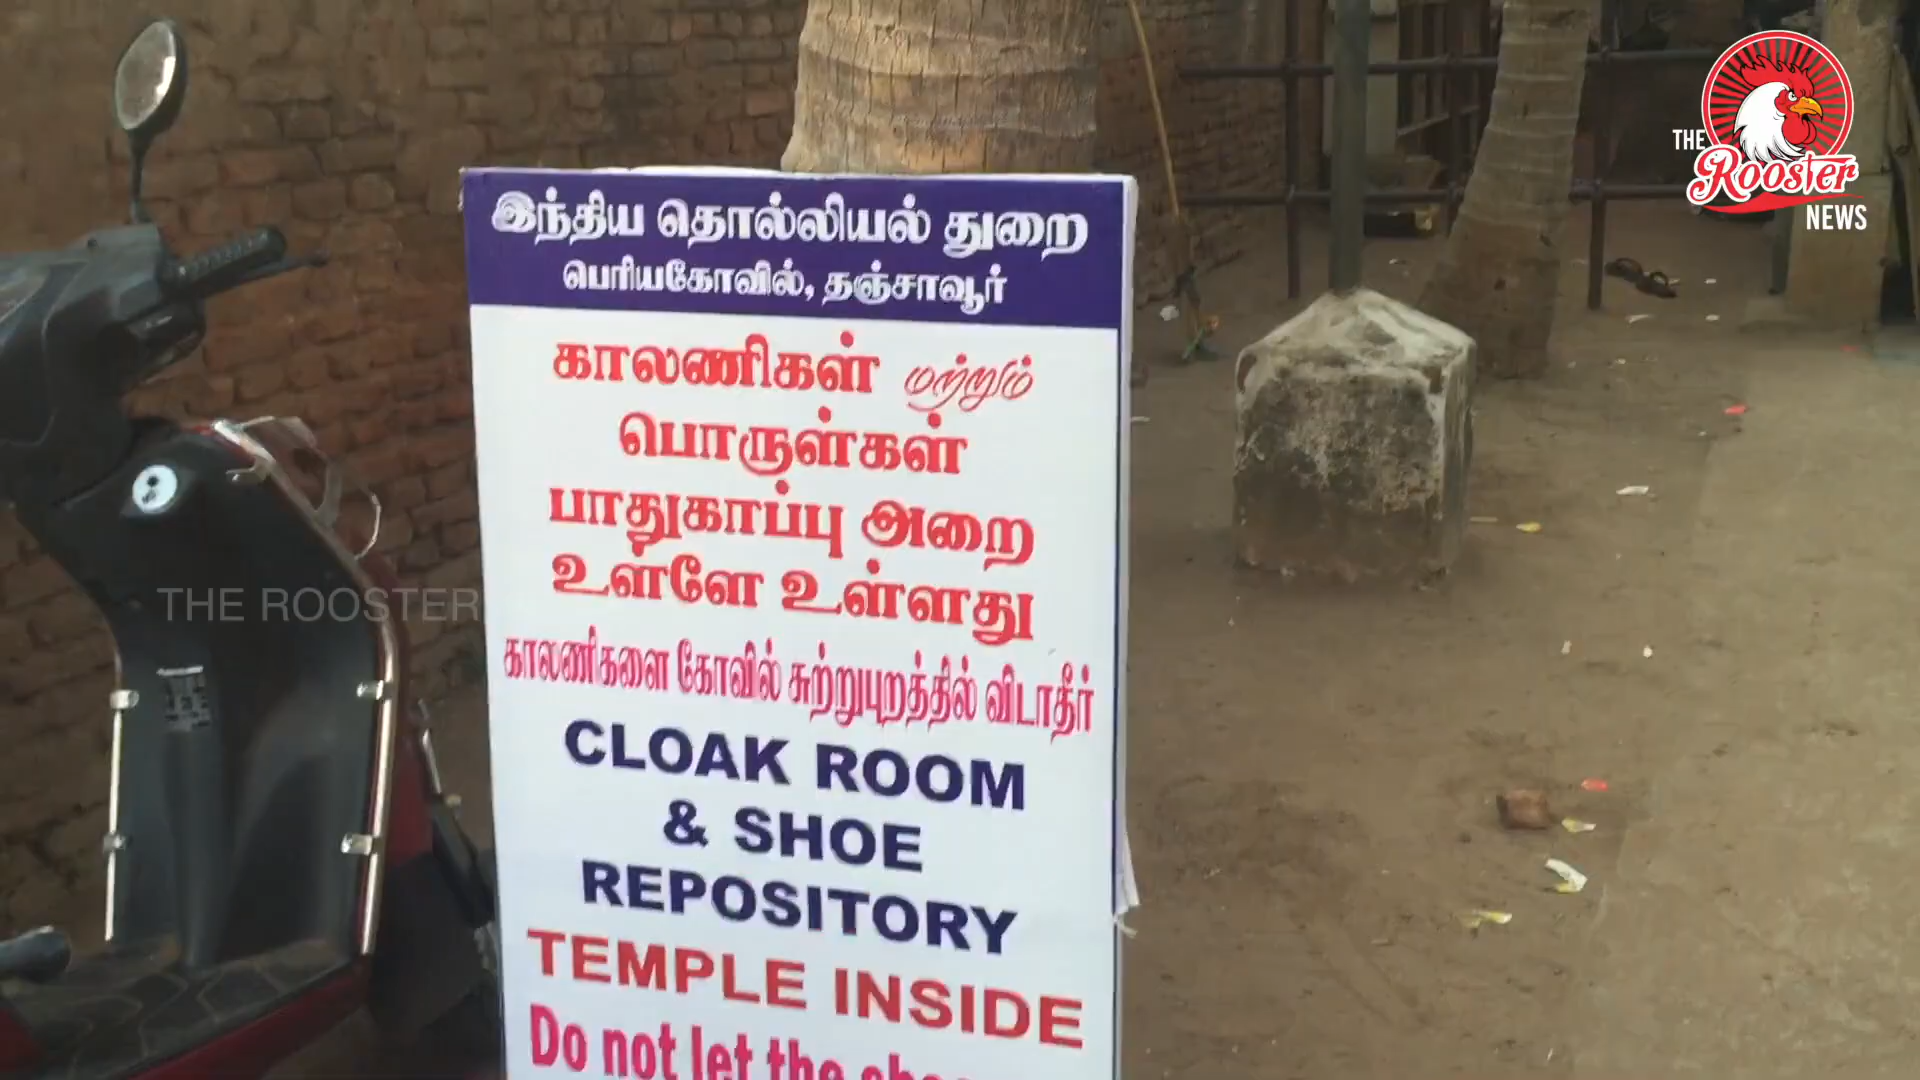 இந்திய தொல்லியல் துறை
பெரியகோவில், தஞ்சாவூர்
காலணிகள் மற்றும்
பொருள்கள்
பாதுகாப்பு அறை
உள்ளே உள்ளது
காலணிகளை கோவில் சுற்றுபுறத்தில் விடாதீர்
CLOAK ROOM
& SHOE
REPOSITORY
TEMPLE INSIDE
Do not let the
THE
Rooster
NEWS
THE ROOSTER